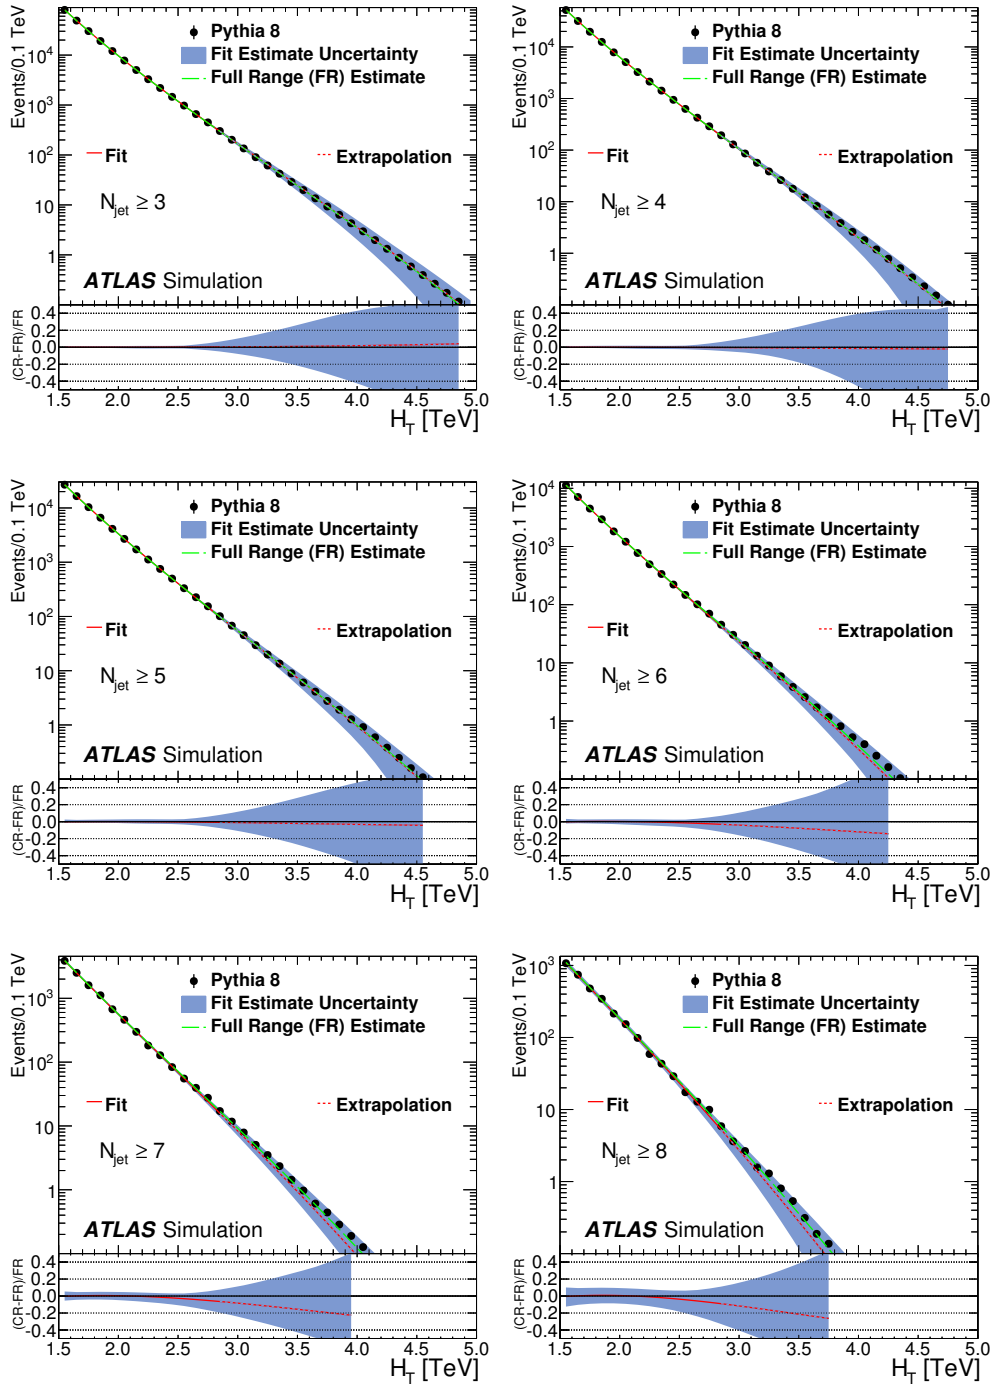 Events/0.1 TeV
10^4
10^3
10^2
10
1
Pythia 8
Fit Estimate Uncertainty
Full Range (FR) Estimate
Fit
Extrapolation
N_jet ≥ 3
ATLAS Simulation
(CR-FR)/FR
0.4
0.2
0.0
-0.2
-0.4
1.5 2.0 2.5 3.0 3.5 4.0 4.5 5.0
H_T [TeV]
Events/0.1 TeV
10^4
10^3
10^2
10
1
Pythia 8
Fit Estimate Uncertainty
Full Range (FR) Estimate
Fit
Extrapolation
N_jet ≥ 4
ATLAS Simulation
(CR-FR)/FR
0.4
0.2
0.0
-0.2
-0.4
1.5 2.0 2.5 3.0 3.5 4.0 4.5 5.0
H_T [TeV]
Events/0.1 TeV
10^4
10^3
10^2
10
1
Pythia 8
Fit Estimate Uncertainty
Full Range (FR) Estimate
Fit
Extrapolation
N_jet ≥ 5
ATLAS Simulation
(CR-FR)/FR
0.4
0.2
0.0
-0.2
-0.4
1.5 2.0 2.5 3.0 3.5 4.0 4.5 5.0
H_T [TeV]
Events/0.1 TeV
10^4
10^3
10^2
10
1
Pythia 8
Fit Estimate Uncertainty
Full Range (FR) Estimate
Fit
Extrapolation
N_jet ≥ 6
ATLAS Simulation
(CR-FR)/FR
0.4
0.2
0.0
-0.2
-0.4
1.5 2.0 2.5 3.0 3.5 4.0 4.5 5.0
H_T [TeV]
Events/0.1 TeV
10^3
10^2
10
1
Pythia 8
Fit Estimate Uncertainty
Full Range (FR) Estimate
Fit
Extrapolation
N_jet ≥ 7
ATLAS Simulation
(CR-FR)/FR
0.4
0.2
0.0
-0.2
-0.4
1.5 2.0 2.5 3.0 3.5 4.0 4.5 5.0
H_T [TeV]
Events/0.1 TeV
10^3
10^2
10
1
Pythia 8
Fit Estimate Uncertainty
Full Range (FR) Estimate
Fit
Extrapolation
N_jet ≥ 8
ATLAS Simulation
(CR-FR)/FR
0.4
0.2
0.0
-0.2
-0.4
1.5 2.0 2.5 3.0 3.5 4.0 4.5 5.0
H_T [TeV]